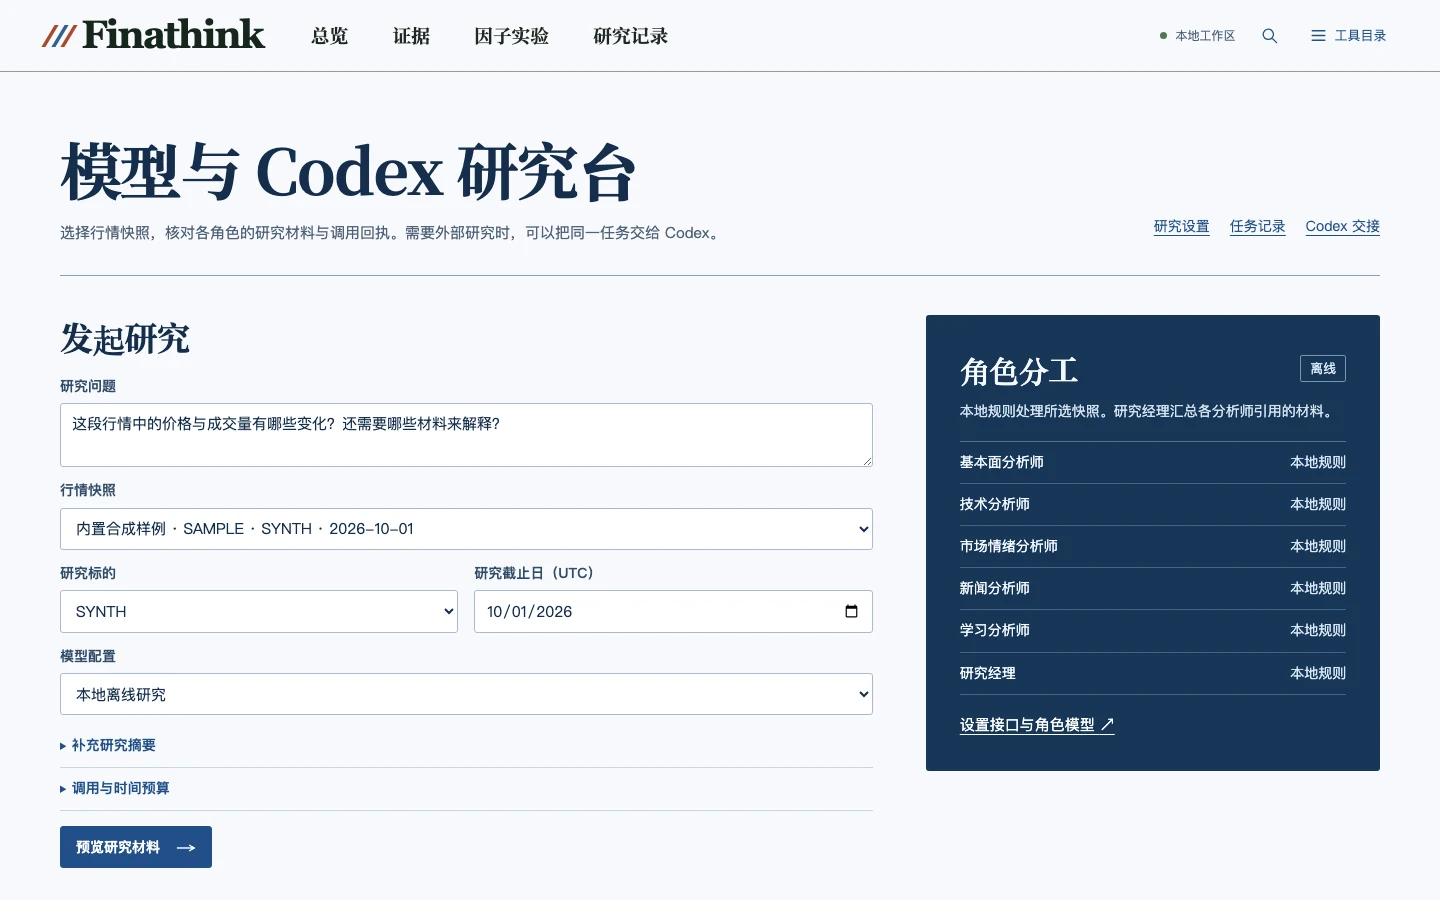 Finathink 总览 证据 因子实验 研究记录 本地工作区 工具目录
模型与 Codex 研究台
选择行情快照，核对各角色的研究材料与调用回执。需要外部研究时，可以把同一任务交给 Codex。
研究设置 任务记录 Codex 交接
发起研究
研究问题
这段行情中的价格与成交量有哪些变化？还需要哪些材料来解释？
行情快照
内置合成样例 · SAMPLE · SYNTH · 2026-10-01
研究标的
SYNTH
研究截止日（UTC）
10/01/2026
模型配置
本地离线研究
▸ 补充研究摘要
▸ 调用与时间预算
预览研究材料 →
角色分工 离线
本地规则处理所选快照。研究经理汇总各分析师引用的材料。
基本面分析师 本地规则
技术分析师 本地规则
市场情绪分析师 本地规则
新闻分析师 本地规则
学习分析师 本地规则
研究经理 本地规则
设置接口与角色模型 ↗